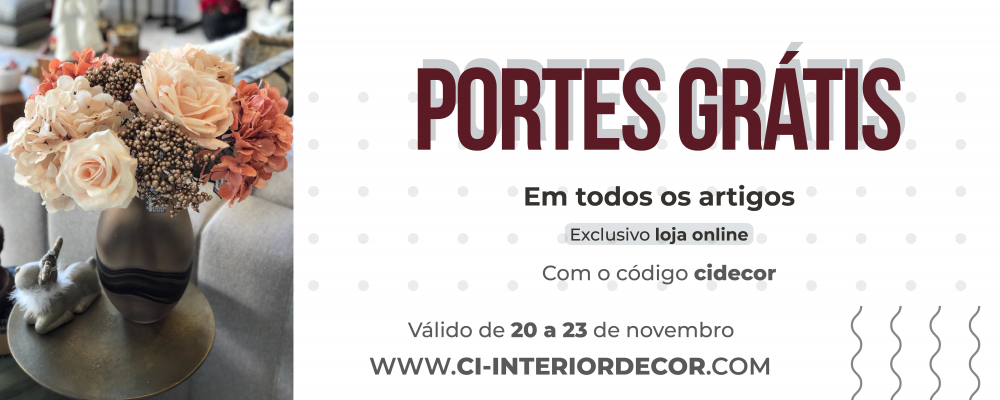 PORTES GRÁTIS
Em todos os artigos
Exclusivo loja online
Com o código cidecor
Válido de 20 a 23 de novembro
WWW.CI-INTERIORDECOR.COM